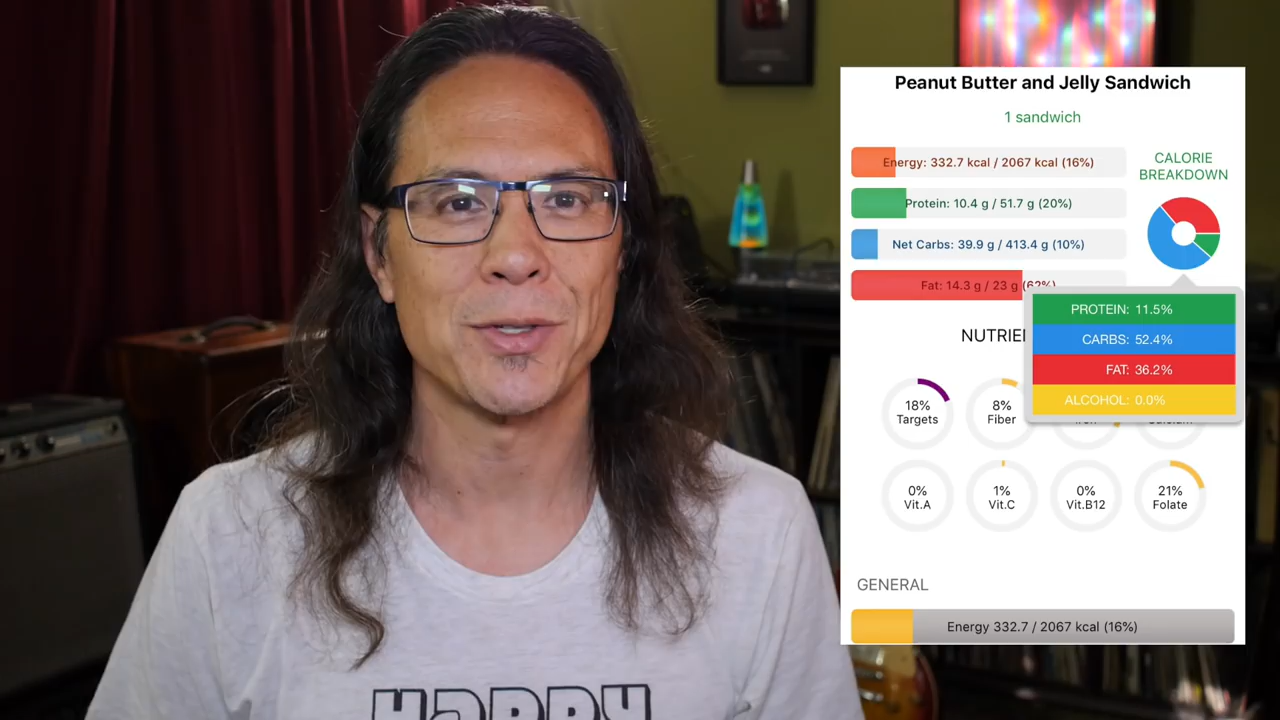 Peanut Butter and Jelly Sandwich
1 sandwich
Energy: 332.7 kcal / 2067 kcal (16%)
Protein: 10.4 g / 51.7 g (20%)
Net Carbs: 39.9 g / 413.4 g (10%)
Fat: 14.3 g / 23 g (62%)
CALORIE
BREAKDOWN
PROTEIN: 11.5%
CARBS: 52.4%
FAT: 36.2%
ALCOHOL: 0.0%
NUTRIE
18%
Targets
8%
Fiber
0%
Vit.A
1%
Vit.C
0%
Vit.B12
21%
Folate
GENERAL
Energy 332.7 / 2067 kcal (16%)
HAPPY